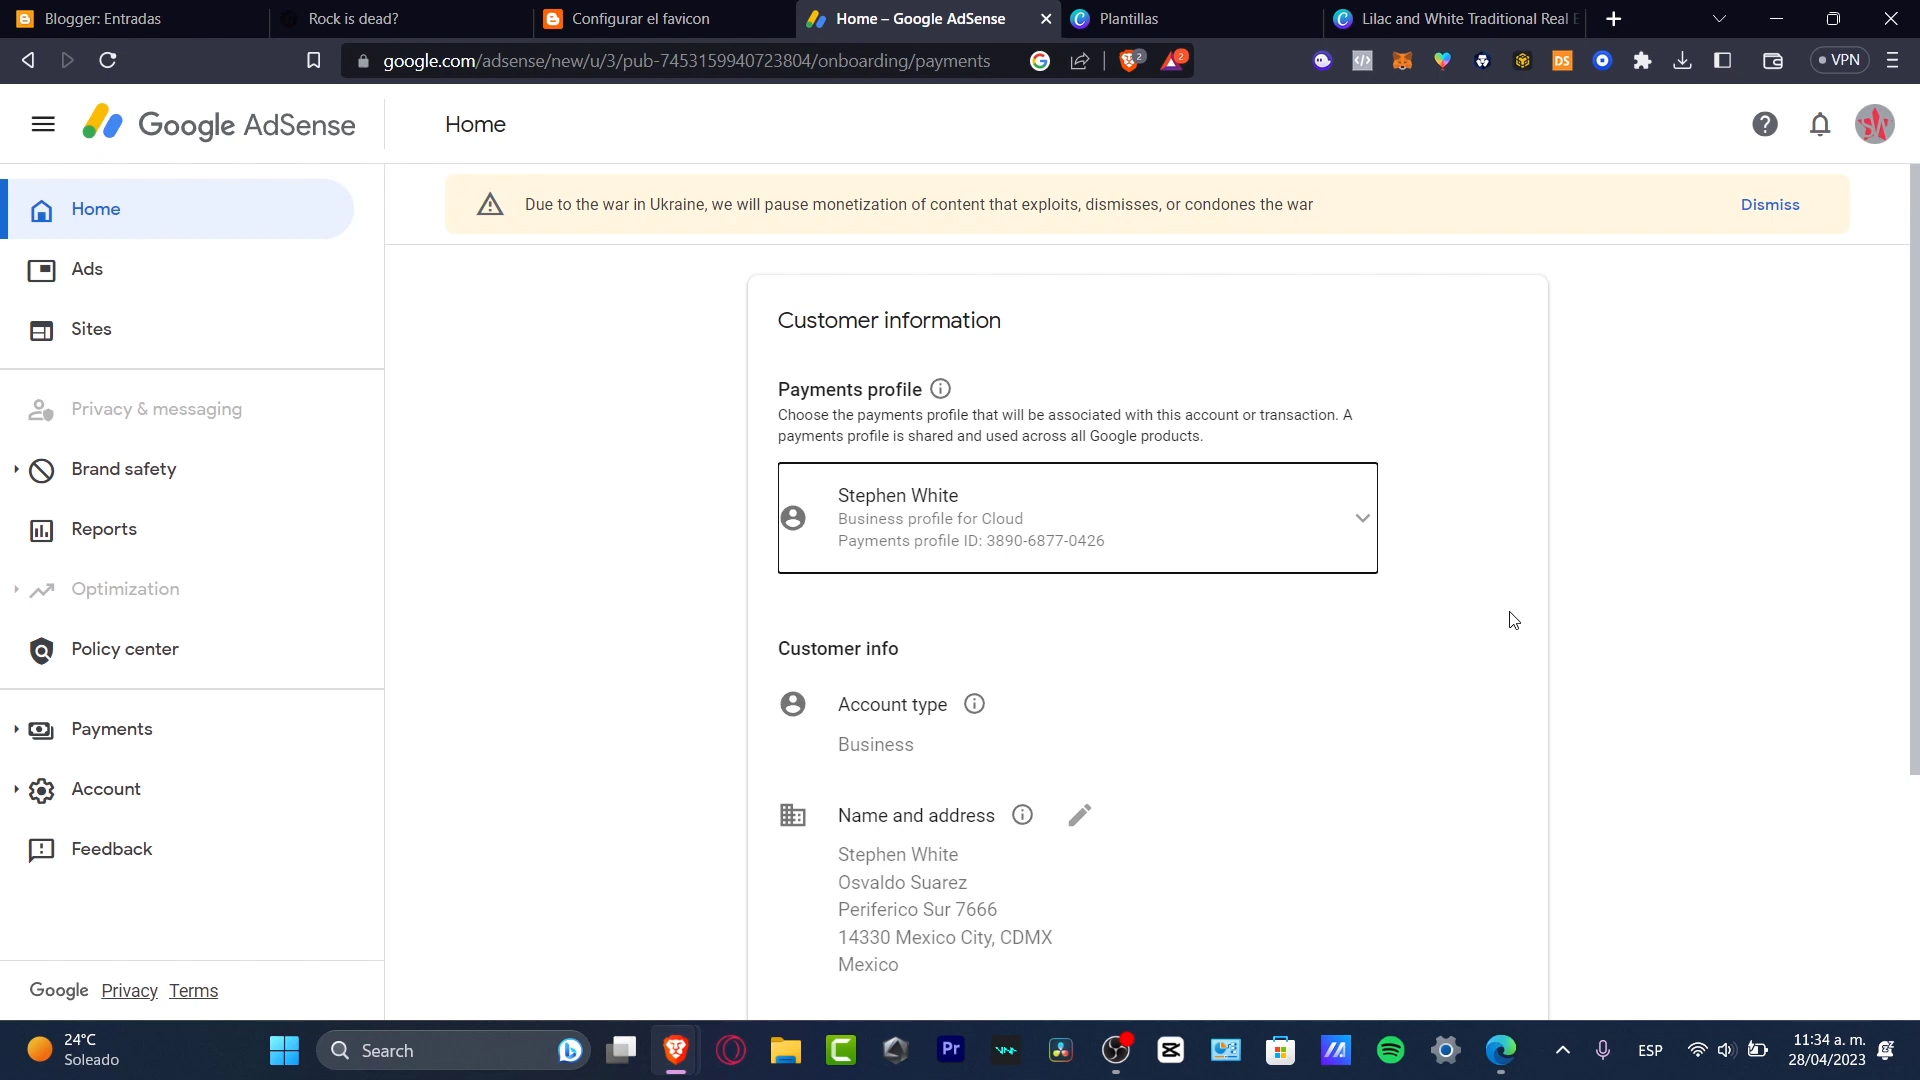 Blogger: Entradas
Rock is dead?
Configurar el favicon
Home – Google AdSense
Plantillas
Lilac and White Traditional Real E
google.com/adsense/new/u/3/pub-7453159940723804/onboarding/payments
2
2
DS
VPN
Google AdSense
Home
Home
Due to the war in Ukraine, we will pause monetization of content that exploits, dismisses, or condones the war
Dismiss
Ads
Sites
Privacy & messaging
Brand safety
Reports
Optimization
Policy center
Payments
Account
Feedback
Google Privacy Terms
Customer information
Payments profile
Choose the payments profile that will be associated with this account or transaction. A
payments profile is shared and used across all Google products.
Stephen White
Business profile for Cloud
Payments profile ID: 3890-6877-0426
Customer info
Account type
Business
Name and address
Stephen White
Osvaldo Suarez
Periferico Sur 7666
14330 Mexico City, CDMX
Mexico
24°C
Soleado
Search
Pr
ESP
11:34 a. m.
28/04/2023